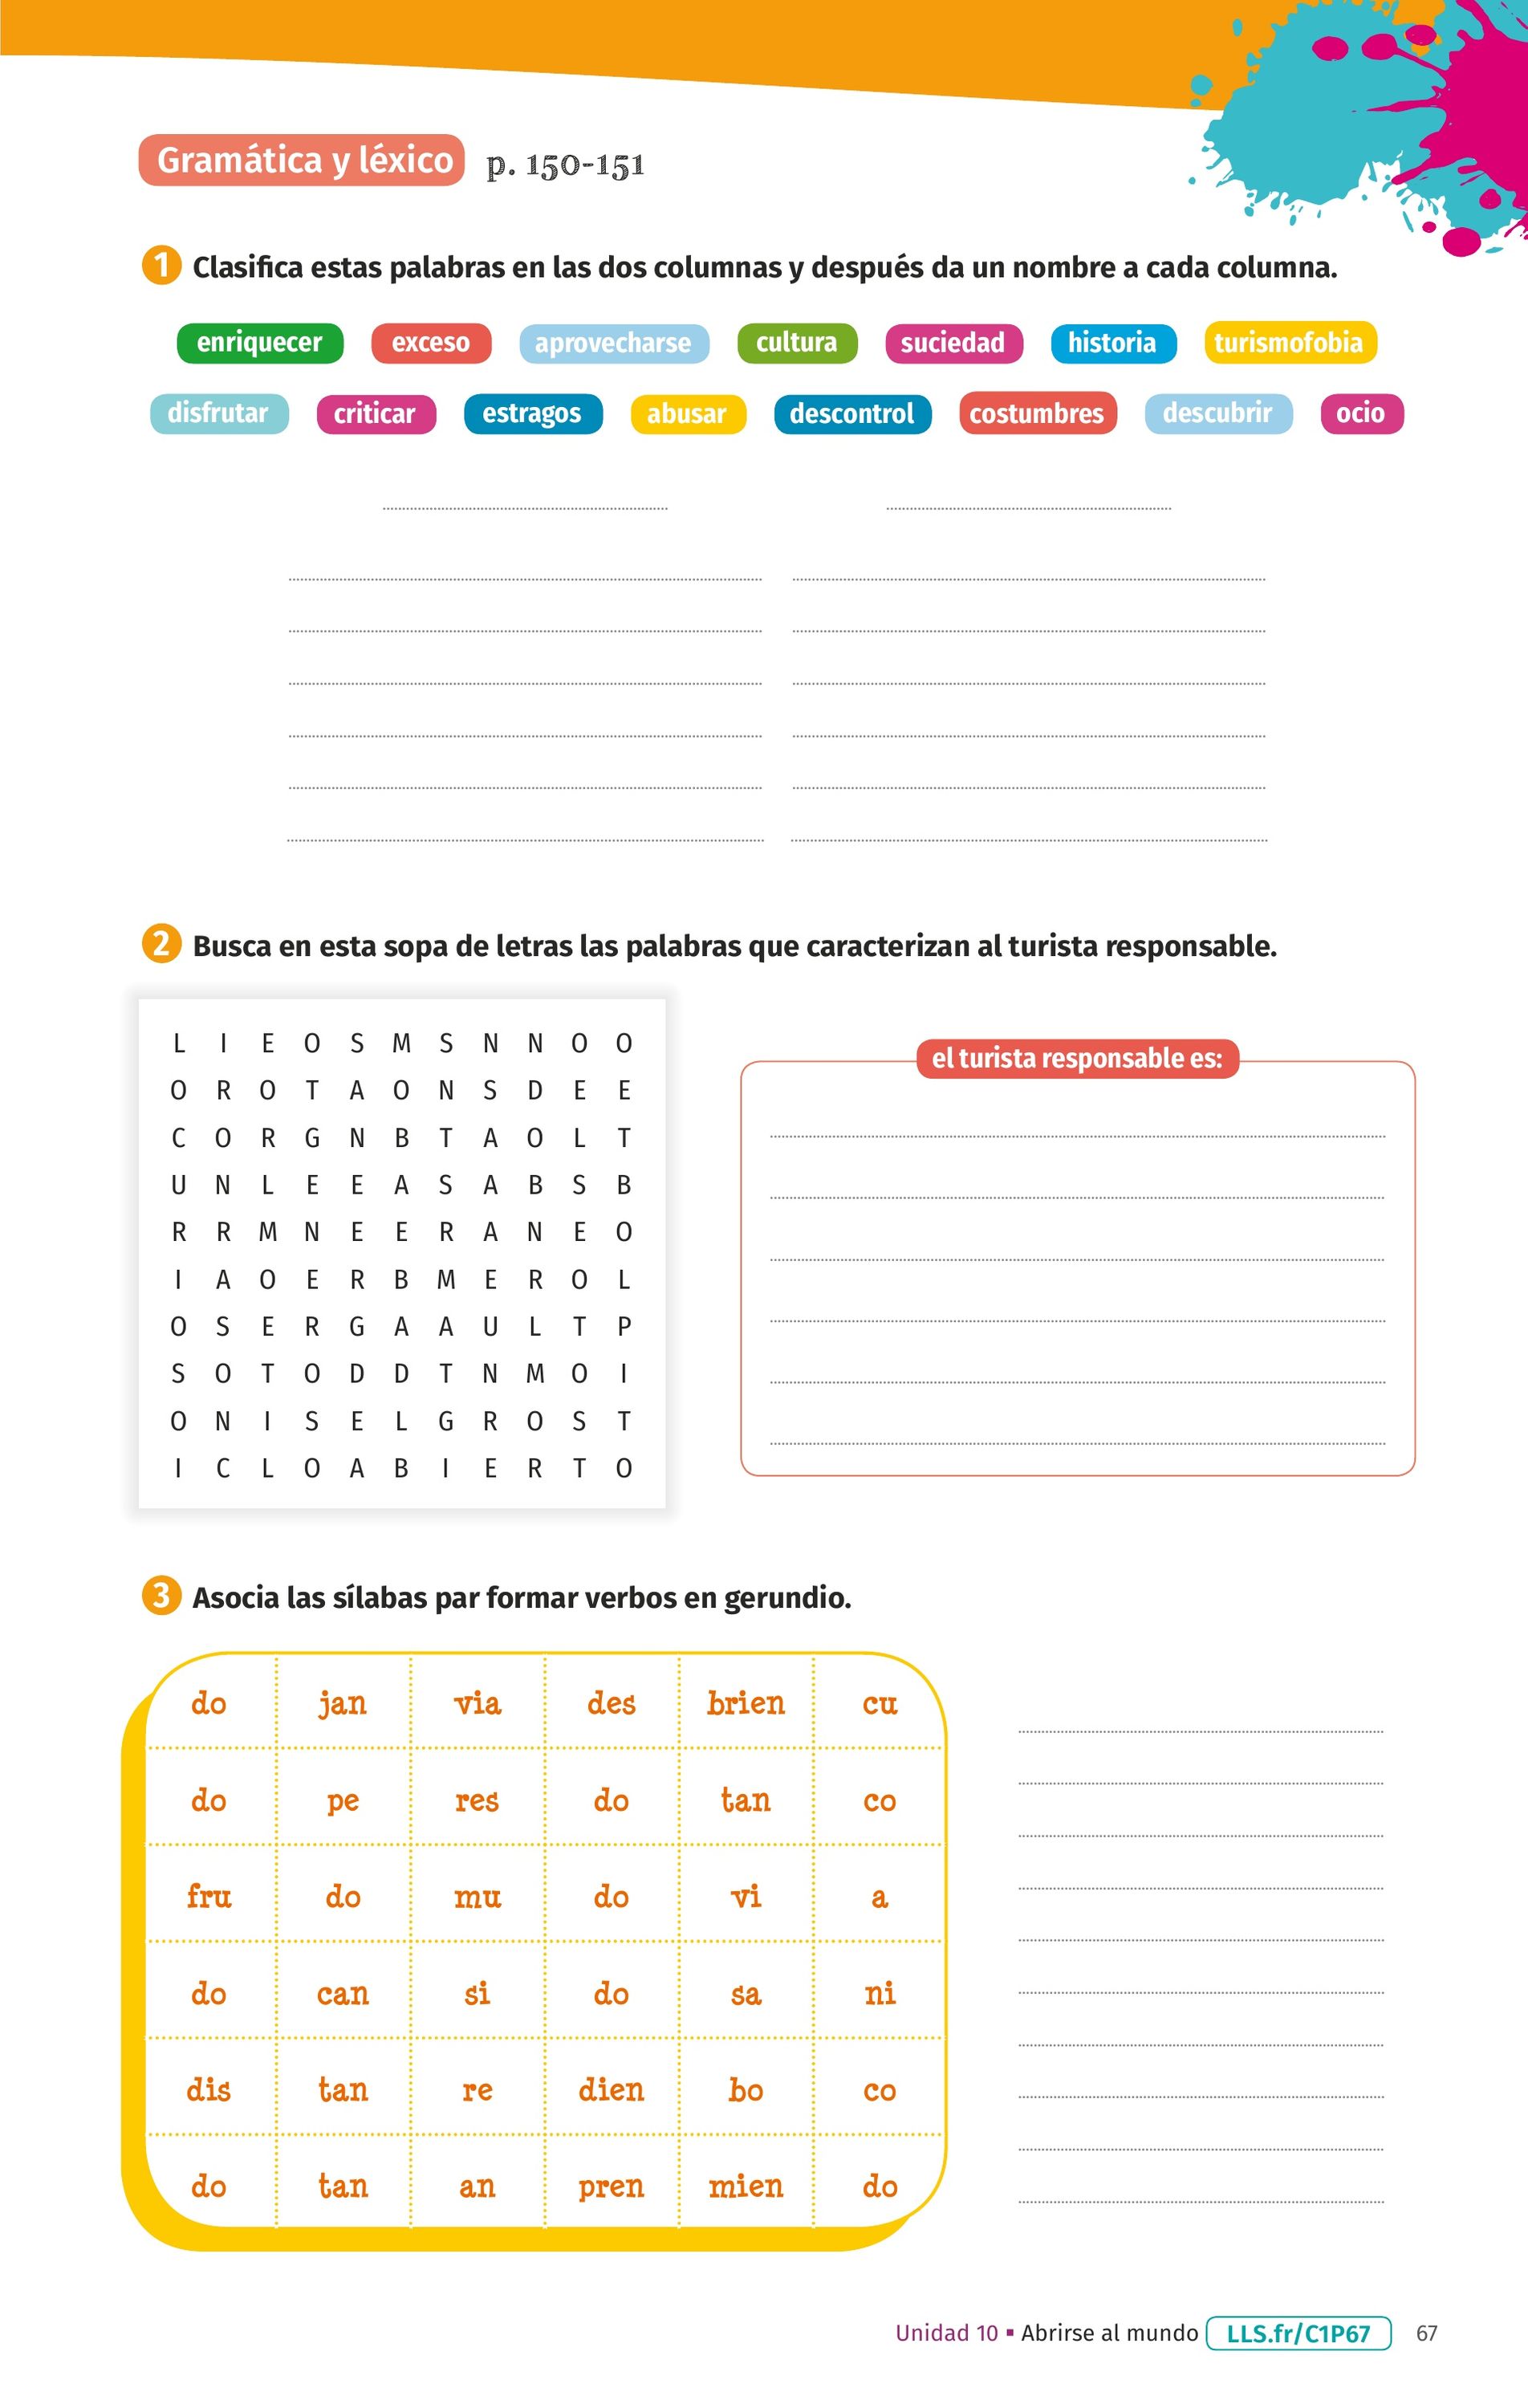 Gramática y léxico p. 150-151
1 Clasifica estas palabras en las dos columnas y después da un nombre a cada columna.
enriquecer exceso aprovecharse cultura suciedad historia turismofobia
disfrutar criticar estragos abusar descontrol costumbres descubrir ocio
2 Busca en esta sopa de letras las palabras que caracterizan al turista responsable.
L I E O S M S N N O O
O R O T A O N S D E E
C O R G N B T A O L T
U N L E E A S A B S B
R R M N E E R A N E O
I A O E R B M E R O L
O S E R G A A U L T P
S O T O D D T N M O I
O N I S E L G R O S T
I C L O A B I E R T O
el turista responsable es:
3 Asocia las sílabas par formar verbos en gerundio.
do jan via des brien cu
do pe res do tan co
fru do mu do vi a
do can si do sa ni
dis tan re dien bo co
do tan an pren mien do
Unidad 10 ▪ Abrirse al mundo LLS.fr/C1P67 67